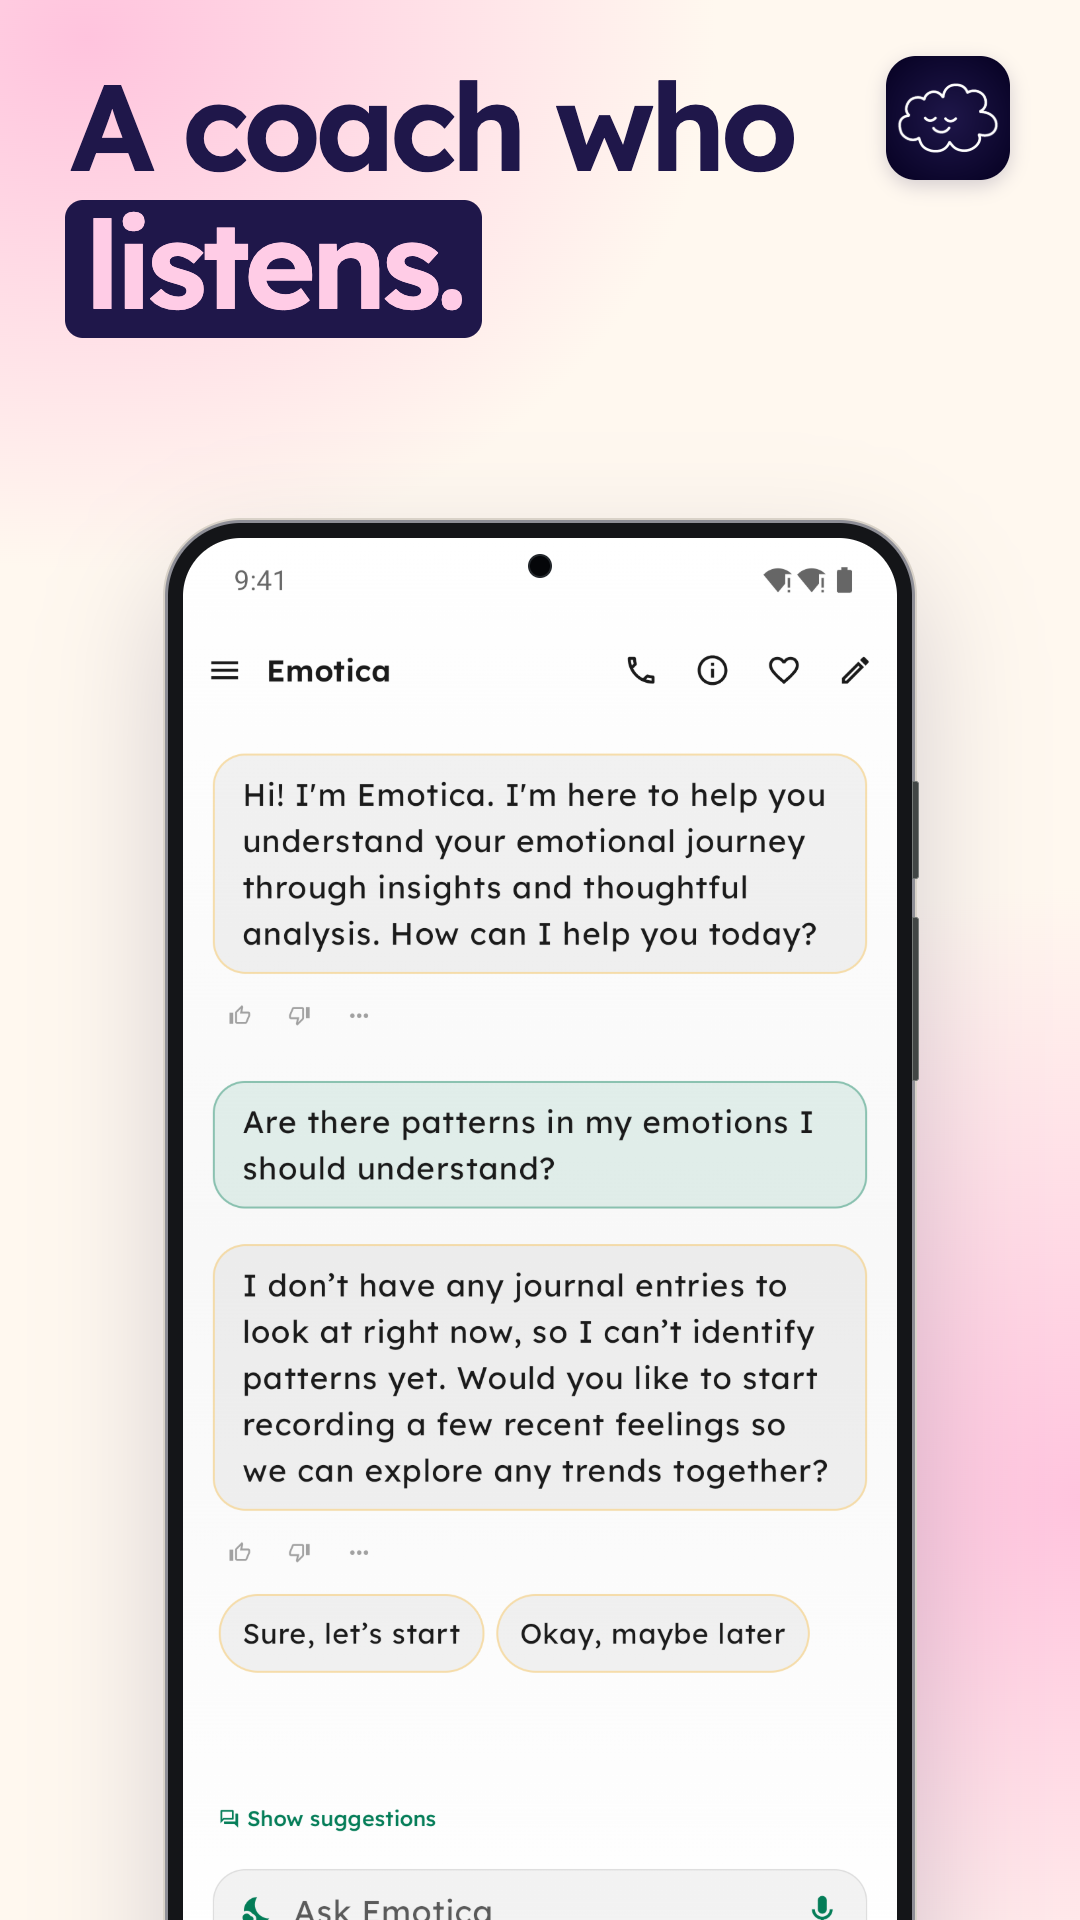 A coach who
listens.
9:41
Emotica
Hi! I'm Emotica. I'm here to help you
understand your emotional journey
through insights and thoughtful
analysis. How can I help you today?
Are there patterns in my emotions I
should understand?
I don’t have any journal entries to
look at right now, so I can’t identify
patterns yet. Would you like to start
recording a few recent feelings so
we can explore any trends together?
Sure, let’s start
Okay, maybe later
Show suggestions
Ask Emotica